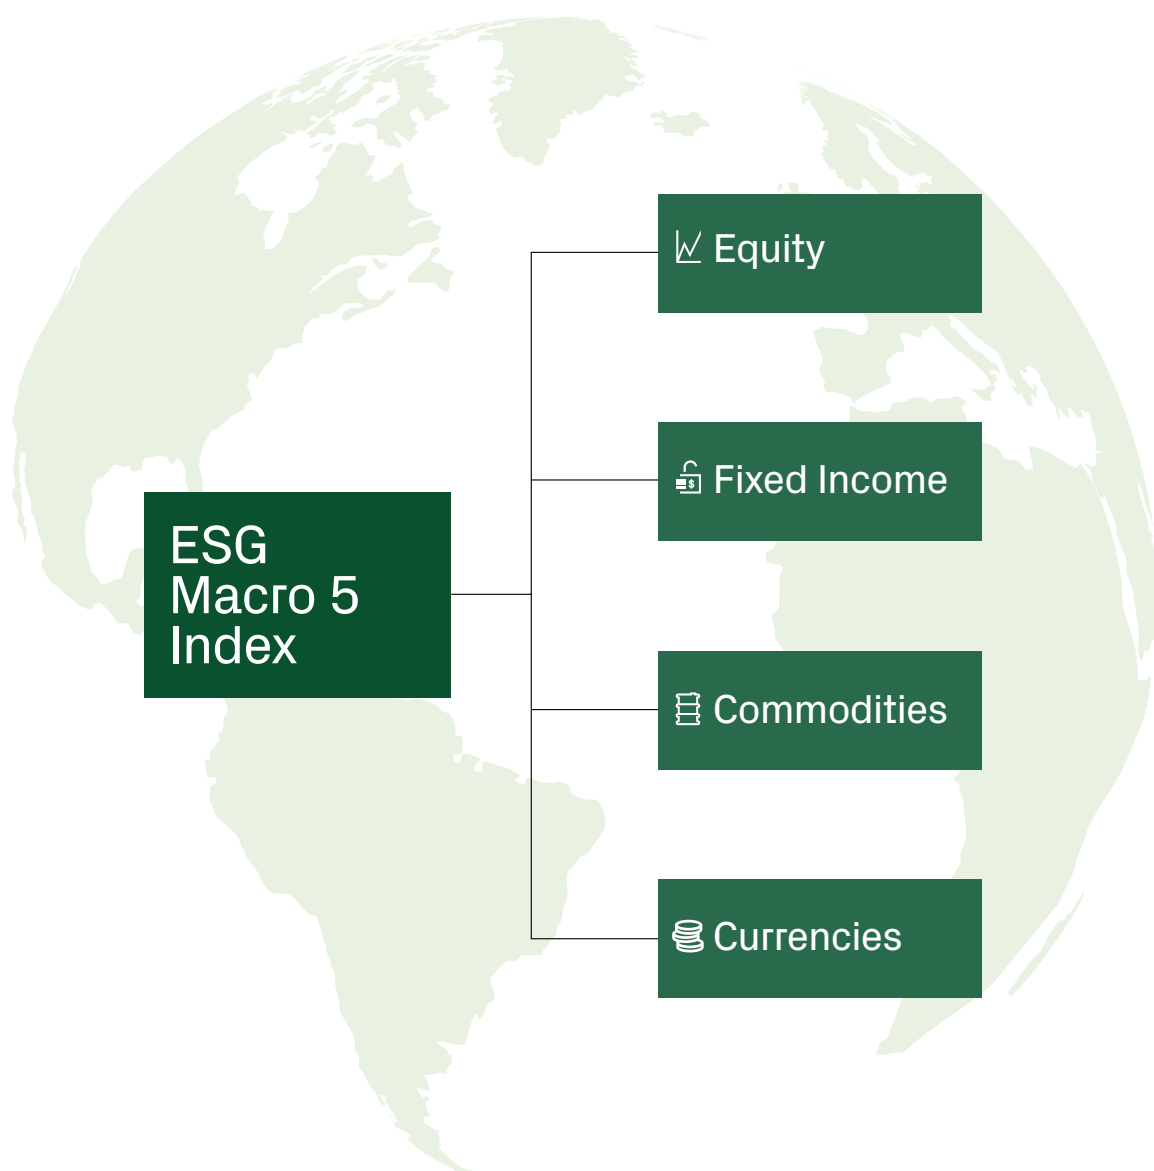 ESG
Macro 5
Index
Equity
Fixed Income
Commodities
Currencies